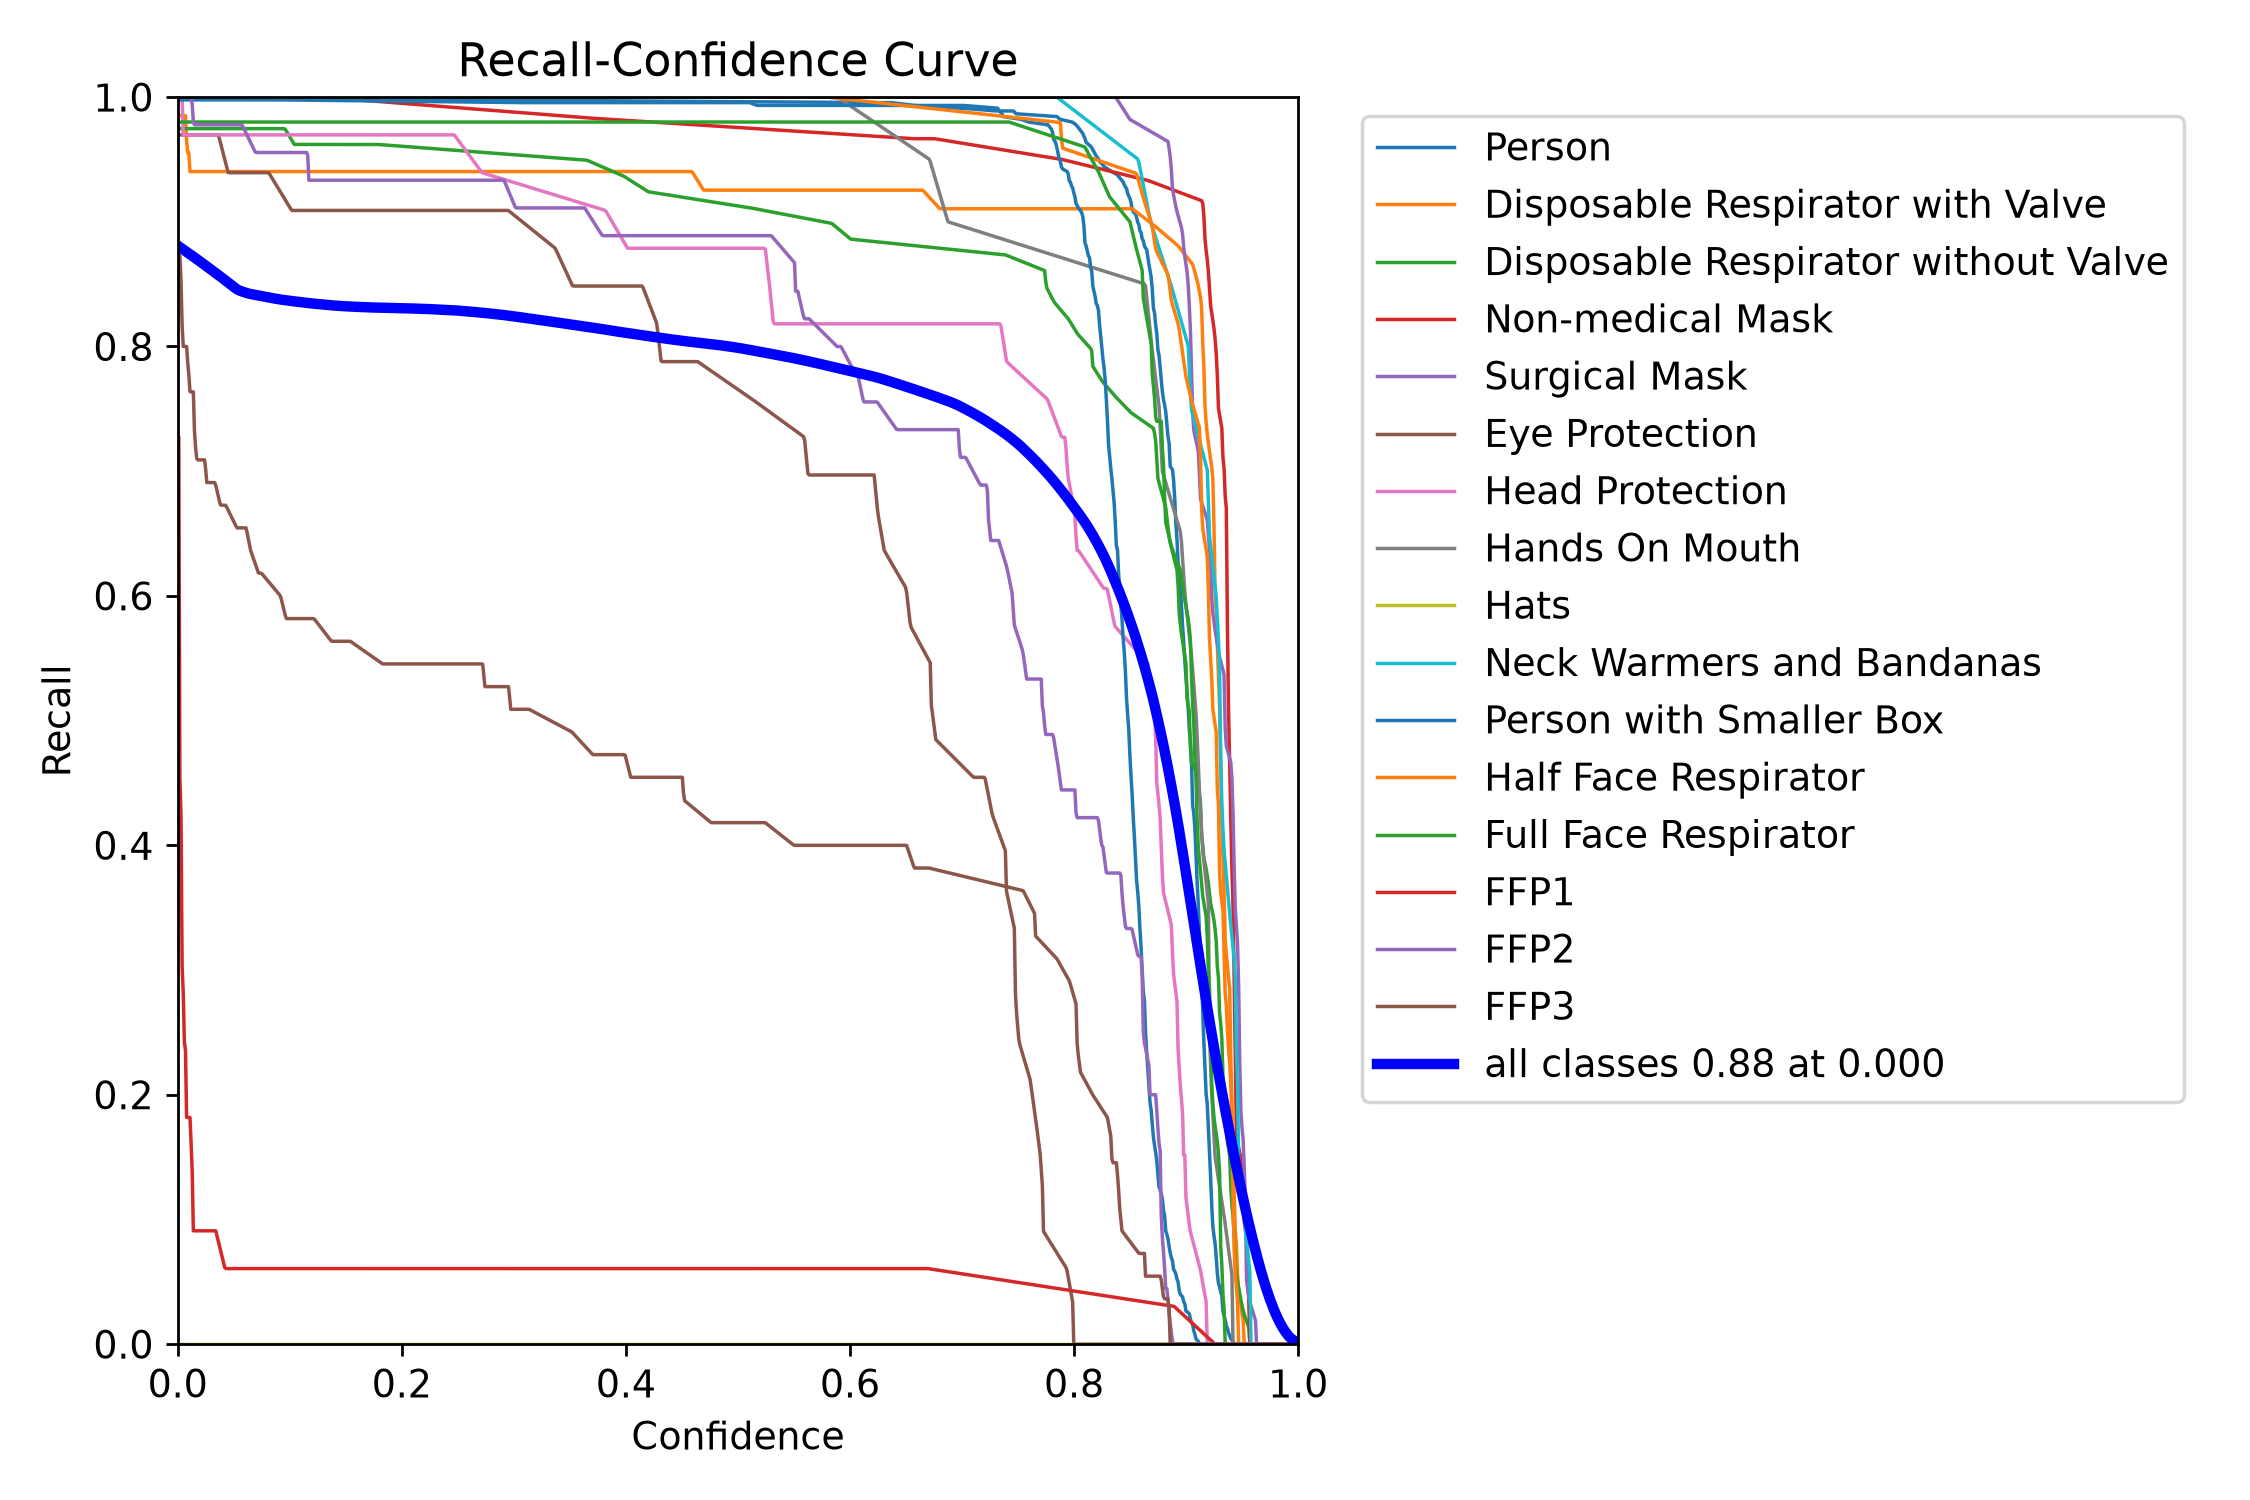 Recall-Confidence Curve
1.0
0.8
0.6
0.4
0.2
0.0
Recall
0.0 0.2 0.4 0.6 0.8 1.0
Confidence
Person
Disposable Respirator with Valve
Disposable Respirator without Valve
Non-medical Mask
Surgical Mask
Eye Protection
Head Protection
Hands On Mouth
Hats
Neck Warmers and Bandanas
Person with Smaller Box
Half Face Respirator
Full Face Respirator
FFP1
FFP2
FFP3
all classes 0.88 at 0.000